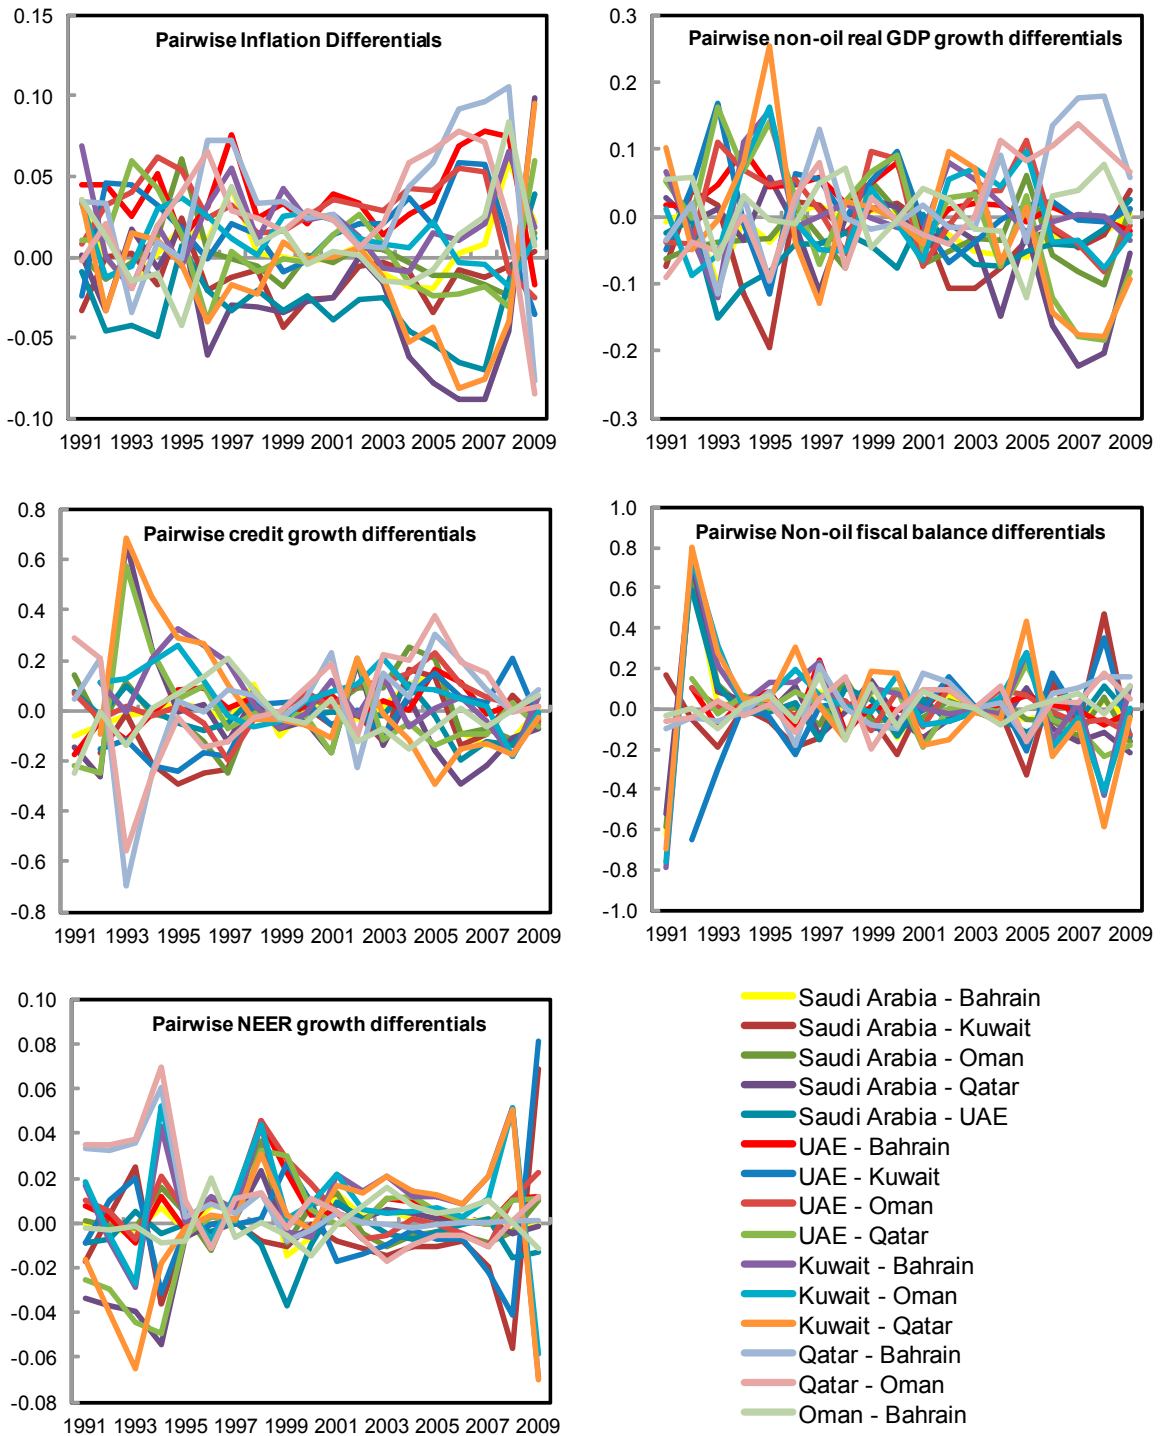 Pairwise Inflation Differentials
0.15
0.10
0.05
0.00
-0.05
-0.10
1991 1993 1995 1997 1999 2001 2003 2005 2007 2009
Pairwise non-oil real GDP growth differentials
0.3
0.2
0.1
0.0
-0.1
-0.2
-0.3
1991 1993 1995 1997 1999 2001 2003 2005 2007 2009
Pairwise credit growth differentials
0.8
0.6
0.4
0.2
0.0
-0.2
-0.4
-0.6
-0.8
1991 1993 1995 1997 1999 2001 2003 2005 2007 2009
Pairwise Non-oil fiscal balance differentials
1.0
0.8
0.6
0.4
0.2
0.0
-0.2
-0.4
-0.6
-0.8
-1.0
1991 1993 1995 1997 1999 2001 2003 2005 2007 2009
Pairwise NEER growth differentials
0.10
0.08
0.06
0.04
0.02
0.00
-0.02
-0.04
-0.06
-0.08
1991 1993 1995 1997 1999 2001 2003 2005 2007 2009
Saudi Arabia - Bahrain
Saudi Arabia - Kuwait
Saudi Arabia - Oman
Saudi Arabia - Qatar
Saudi Arabia - UAE
UAE - Bahrain
UAE - Kuwait
UAE - Oman
UAE - Qatar
Kuwait - Bahrain
Kuwait - Oman
Kuwait - Qatar
Qatar - Bahrain
Qatar - Oman
Oman - Bahrain